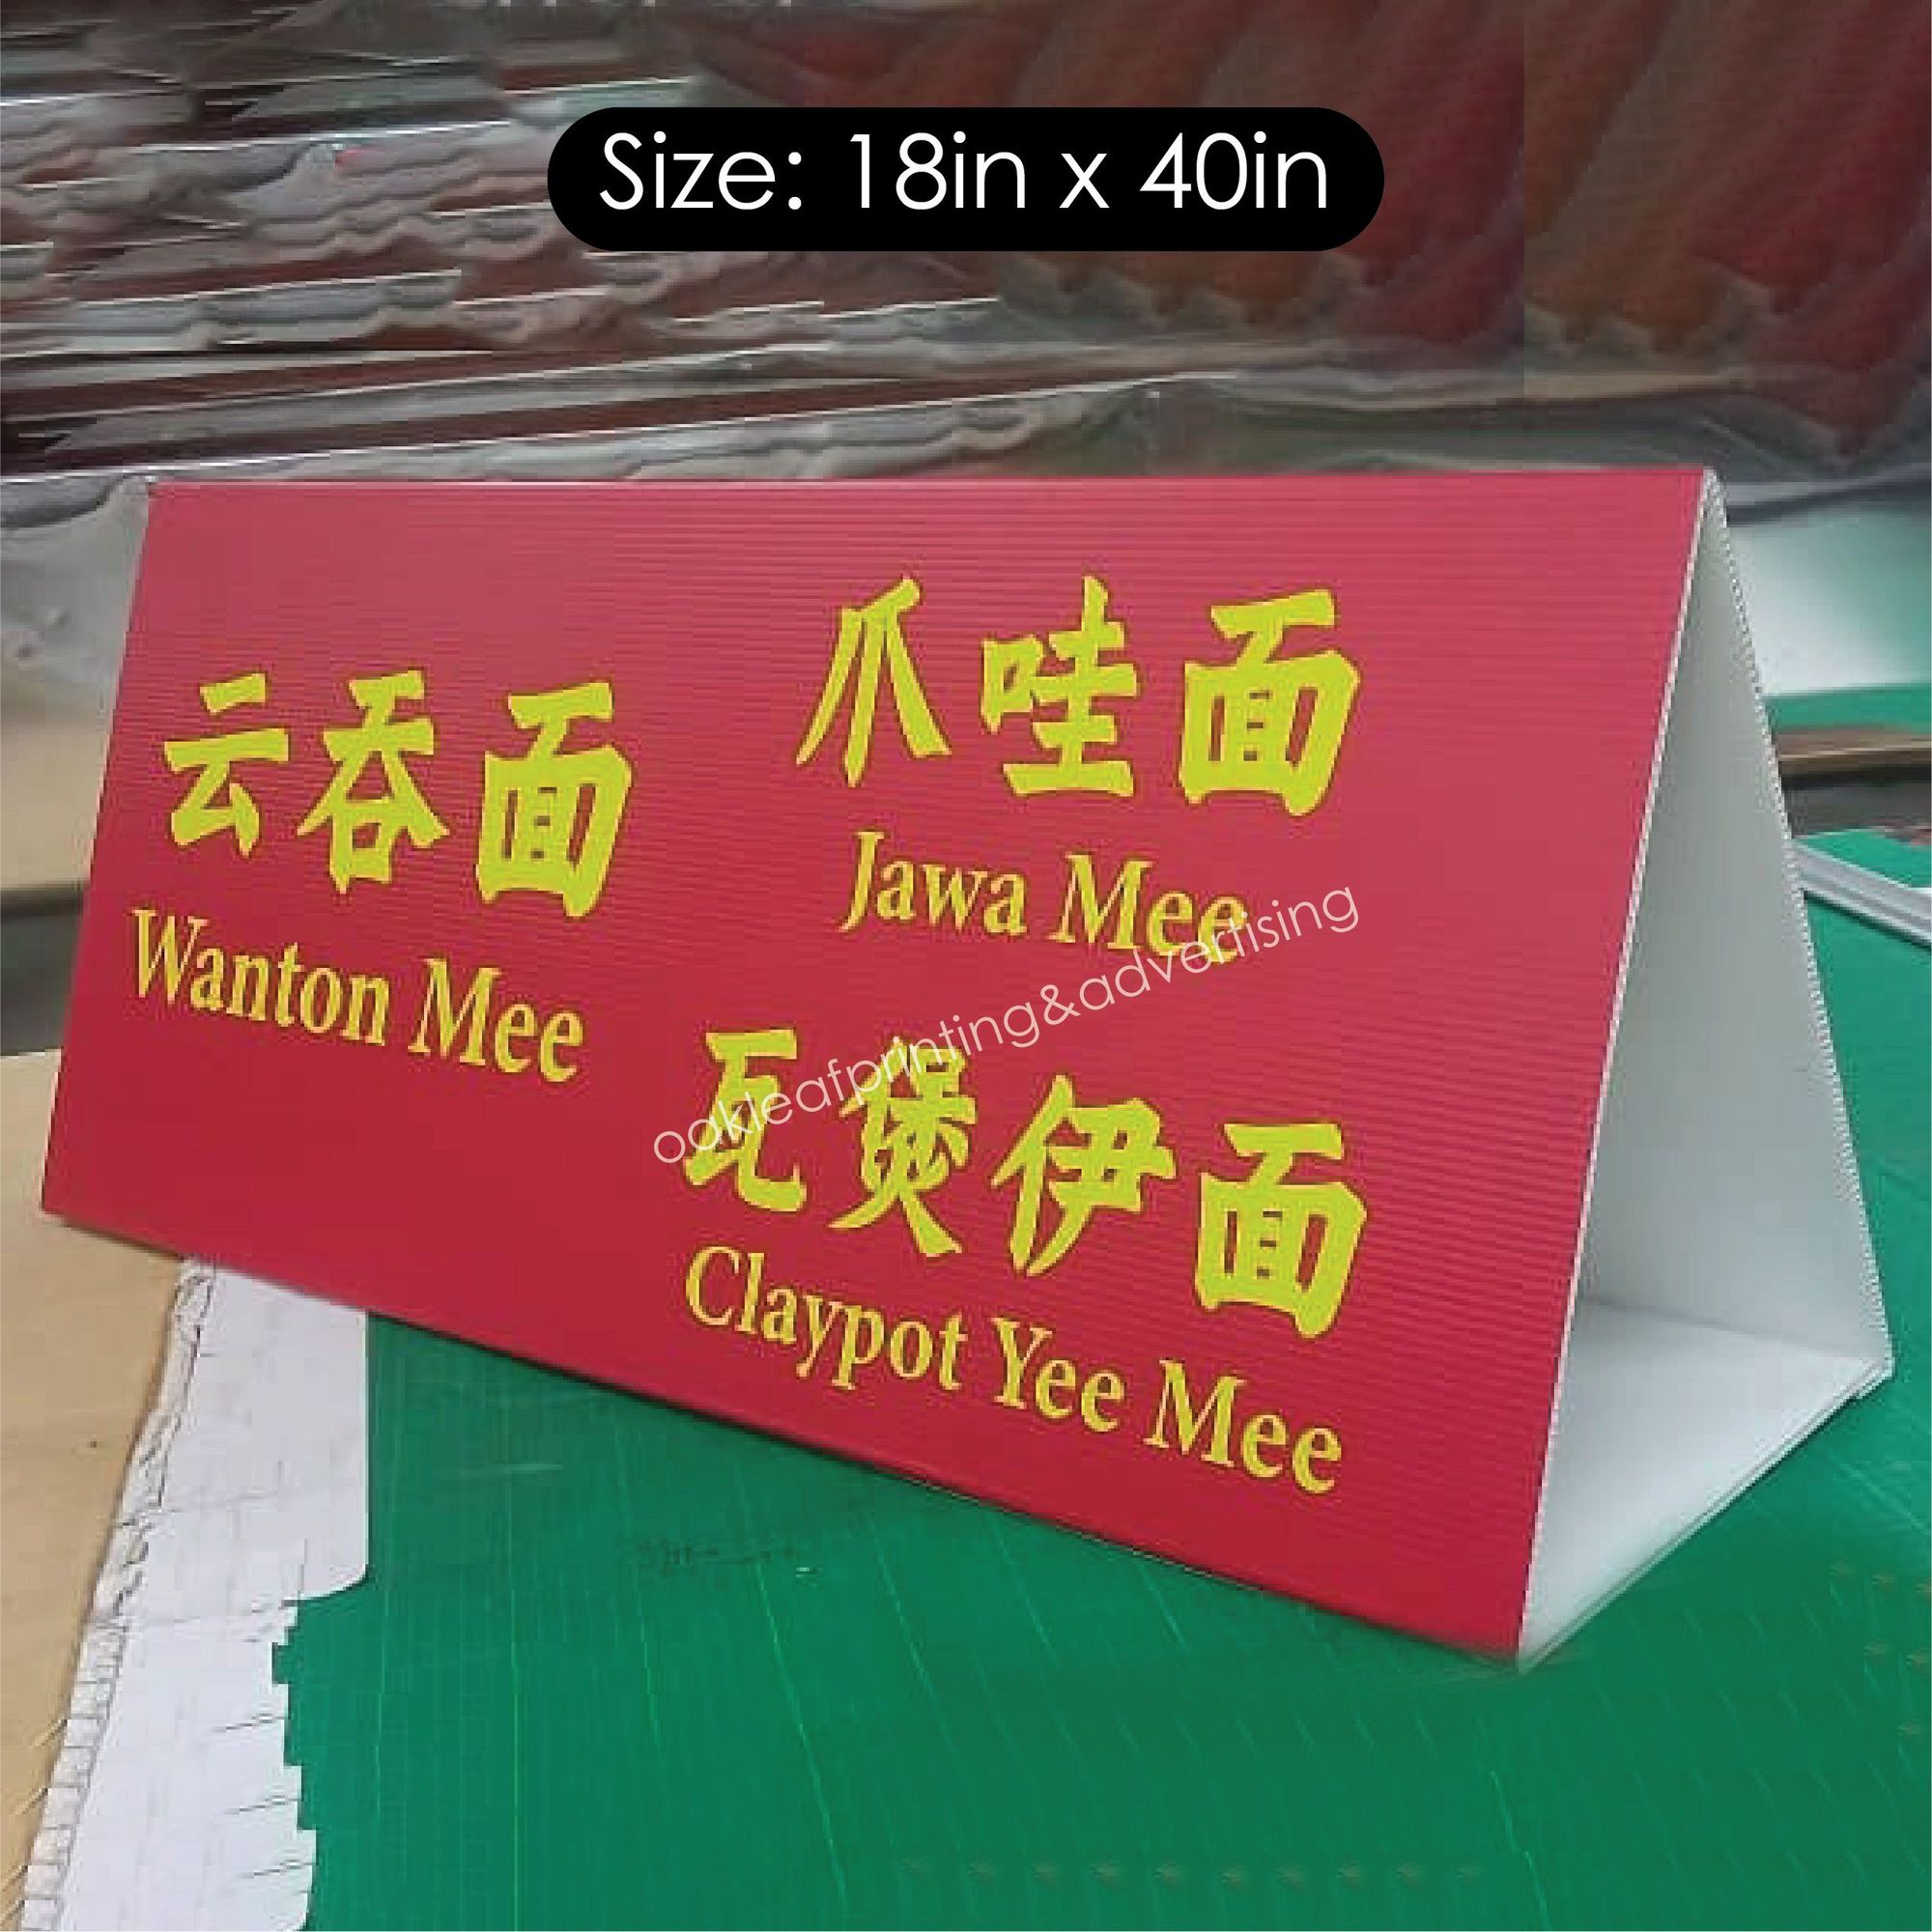 Size: 18in x 40in
云吞面
Wanton Mee
爪哇面
Jawa Mee
瓦煲伊面
Claypot Yee Mee
oakleafprinting&advertising